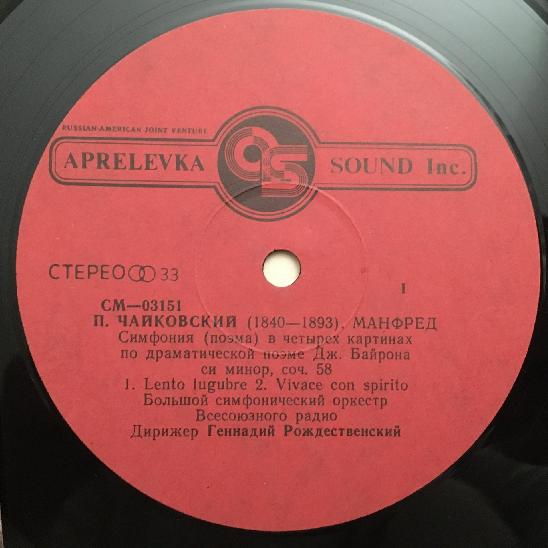 RUSSIAN-AMERICAN JOINT VENTURE
APRELEVKA SOUND Inc.
СТЕРЕО 33
I
СМ—03151
П. ЧАЙКОВСКИЙ (1840—1893). МАНФРЕД
Симфония (поэма) в четырех картинах
по драматической поэме Дж. Байрона
си минор, соч. 58
1. Lento lugubre 2. Vivace con spirito
Большой симфонический оркестр
Всесоюзного радио
Дирижер Геннадий Рождественский